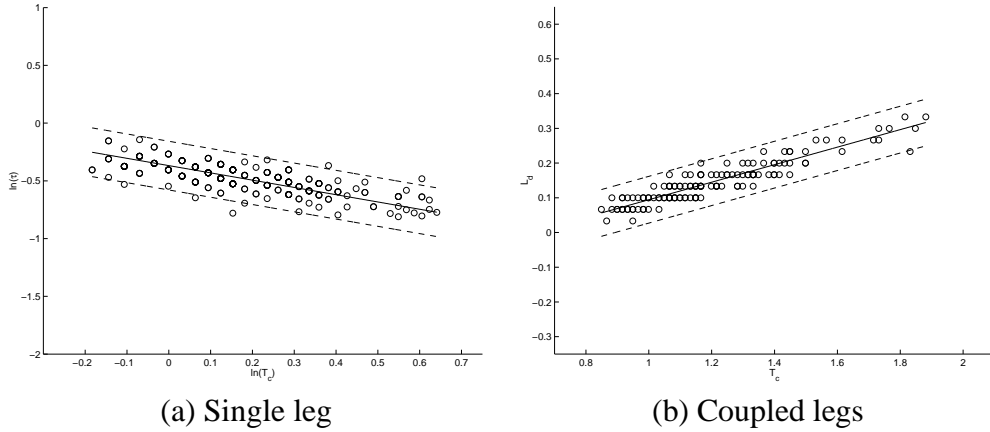 1
0.5
0
−0.5
−1
−1.5
−2
ln(τ)
−0.2 −0.1 0 0.1 0.2 0.3 0.4 0.5 0.6 0.7
ln(T_c)
(a) Single leg
0.6
0.5
0.4
0.3
0.2
0.1
0
−0.1
−0.2
−0.3
L_d
0.8 1 1.2 1.4 1.6 1.8 2
T_c
(b) Coupled legs